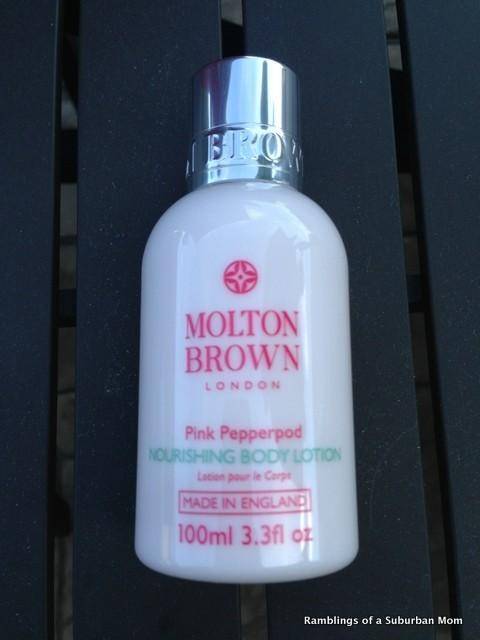 BROW
MOLTON
BROWN
LONDON
Pink Pepperpod
NOURISHING BODY LOTION
Lotion pour le Corps
MADE IN ENGLAND
100ml 3.3fl oz
Ramblings of a Suburban Mom